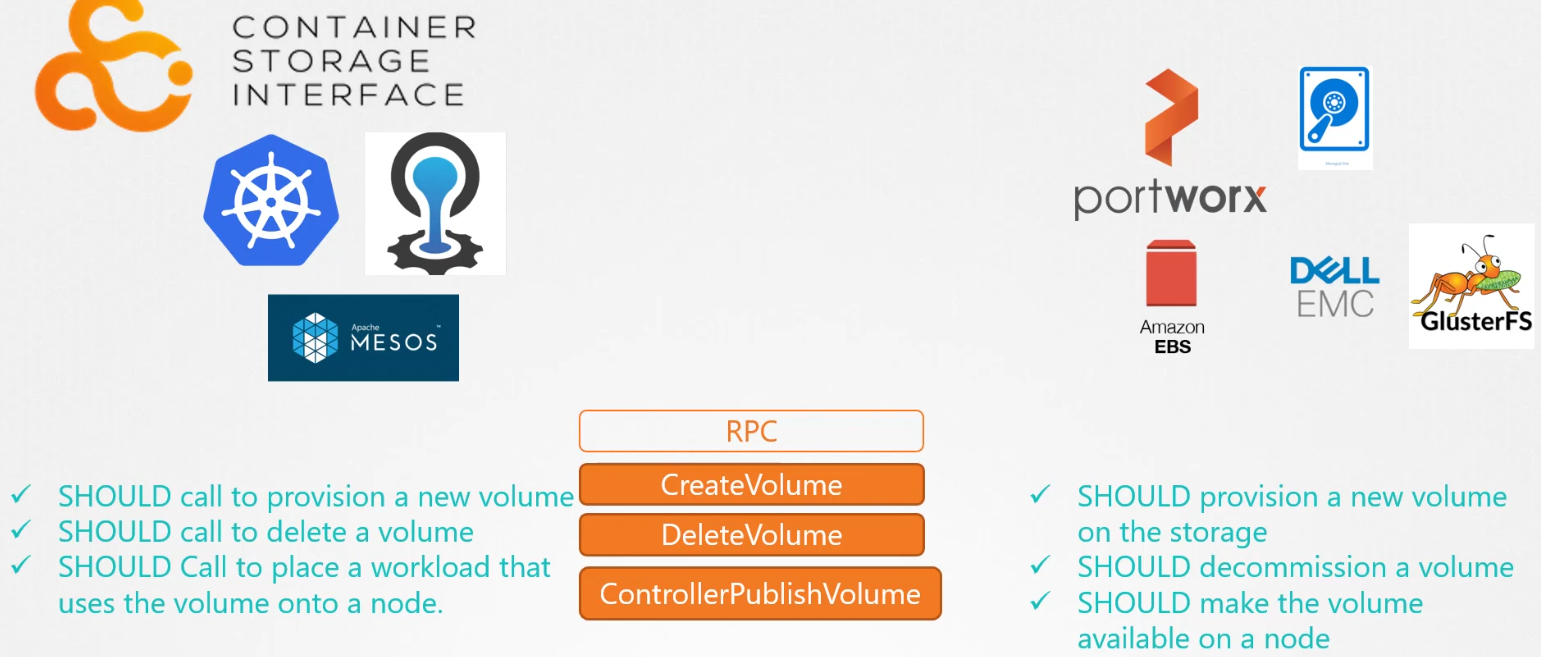 CONTAINER
STORAGE
INTERFACE
Apache
MESOS™
portworx
Amazon
EBS
DELL
EMC
GlusterFS
RPC
CreateVolume
DeleteVolume
ControllerPublishVolume
✓ SHOULD call to provision a new volume
✓ SHOULD call to delete a volume
✓ SHOULD Call to place a workload that
uses the volume onto a node.
✓ SHOULD provision a new volume
on the storage
✓ SHOULD decommission a volume
✓ SHOULD make the volume
available on a node